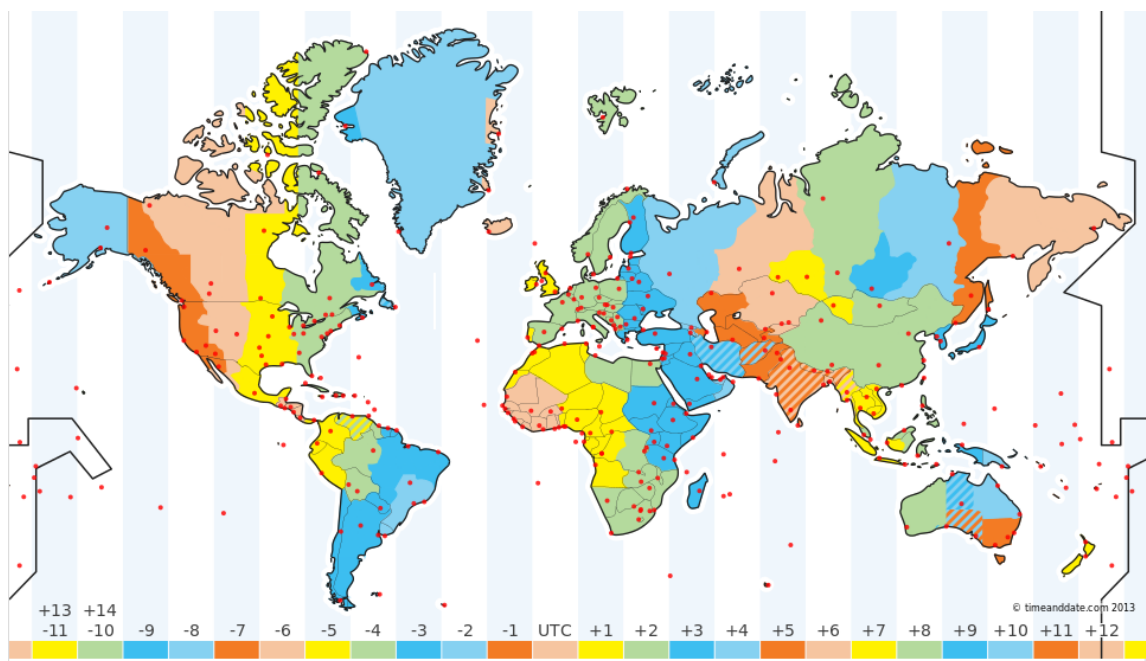 © timeanddate.com 2013
+13 +14
-11 -10 -9 -8 -7 -6 -5 -4 -3 -2 -1 UTC +1 +2 +3 +4 +5 +6 +7 +8 +9 +10 +11 +12